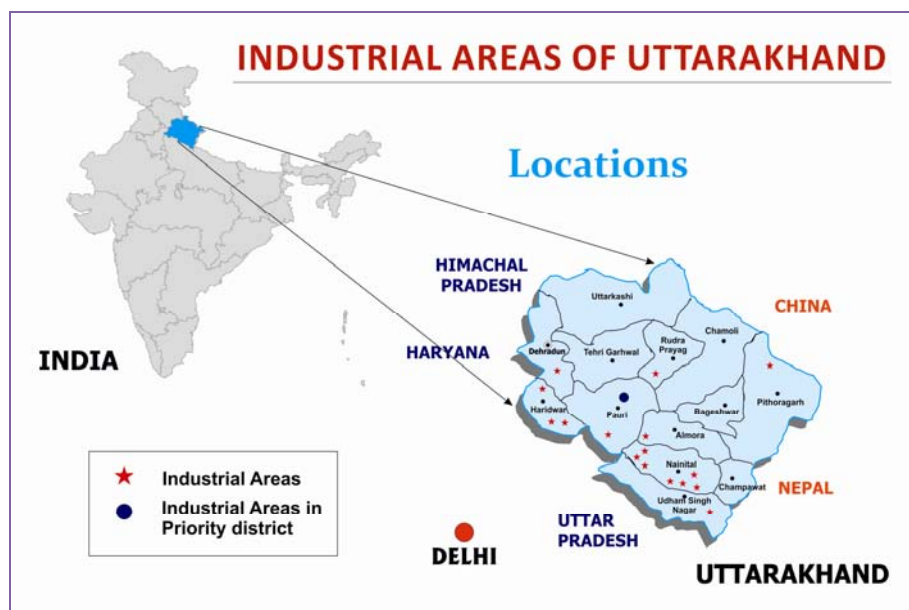 INDUSTRIAL AREAS OF UTTARAKHAND
Locations
HIMACHAL
PRADESH
Uttarkashi
CHINA
Chamoli
HARYANA
Dehradun
Tehri Garhwal
Rudra
Prayag
INDIA
Haridwar
Pauri
Bageshwar
Pithoragarh
Almora
Nainital
Champawat
NEPAL
Udham Singh
Nagar
Industrial Areas
Industrial Areas in
Priority district
UTTAR
PRADESH
DELHI
UTTARAKHAND